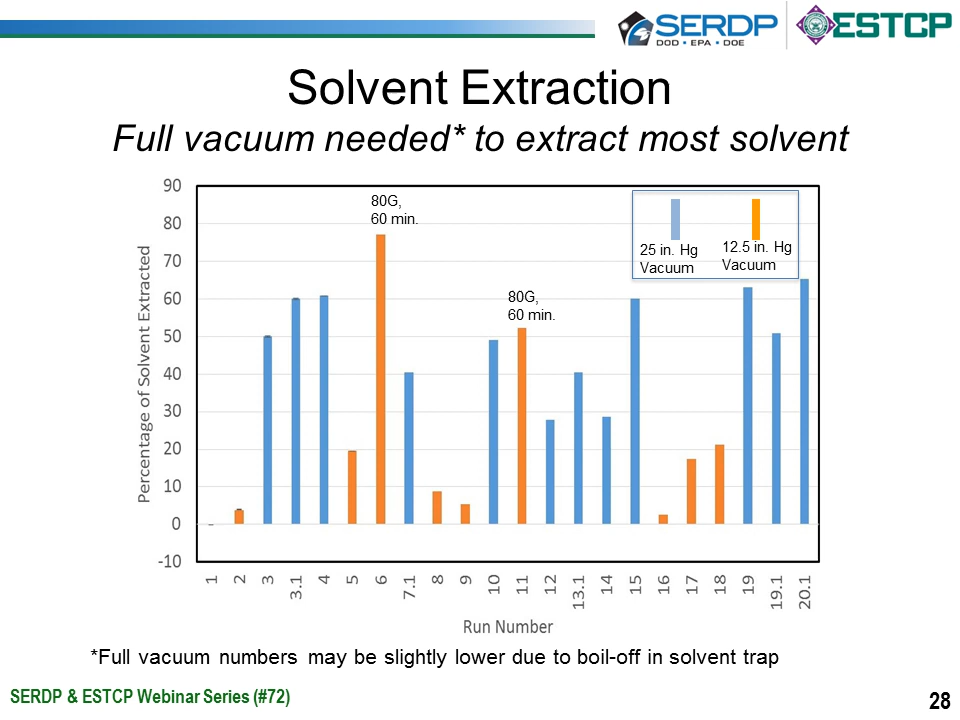 SERDP
DOD • EPA • DOE
ESTCP
Solvent Extraction
Full vacuum needed* to extract most solvent
90
80
70
60
50
40
30
20
10
0
-10
Percentage of Solvent Extracted
80G,
60 min.
80G,
60 min.
25 in. Hg
Vacuum
12.5 in. Hg
Vacuum
1
2
3
3.1
4
5
6
7.1
8
9
10
11
12
13.1
14
15
16
17
18
19
19.1
20.1
Run Number
*Full vacuum numbers may be slightly lower due to boil-off in solvent trap
SERDP & ESTCP Webinar Series (#72)
28